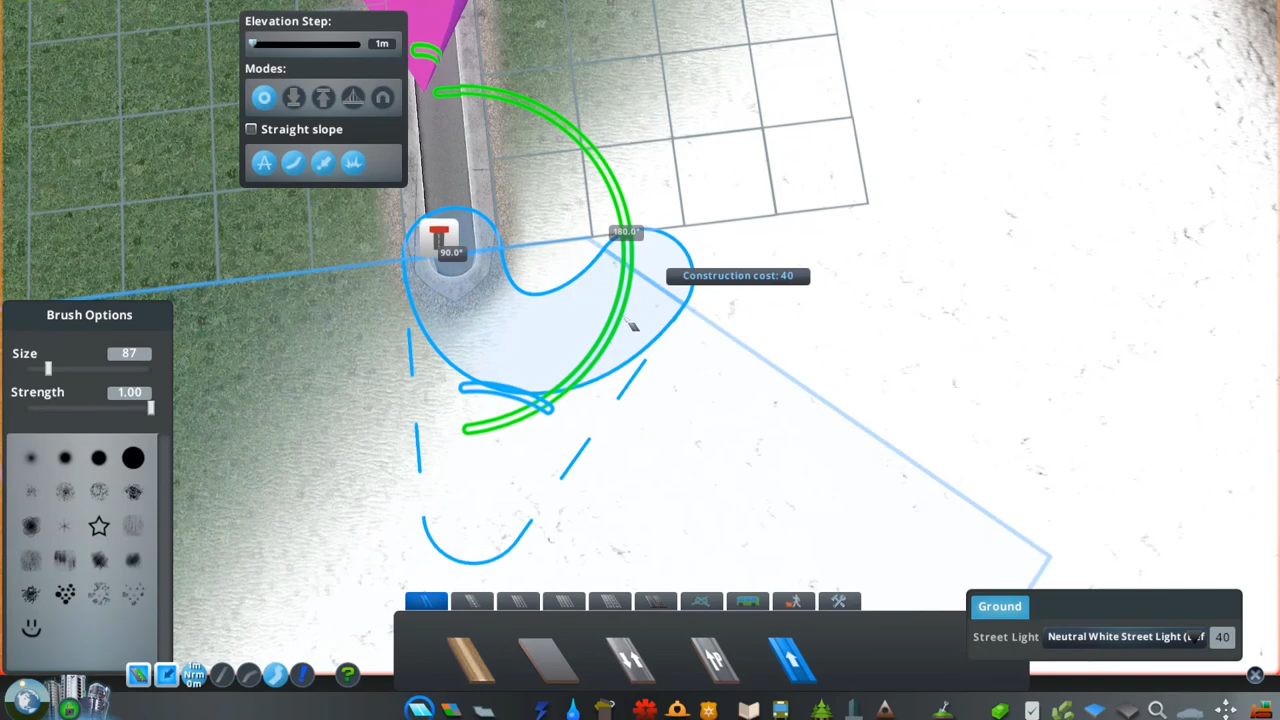 Elevation Step:
1m
Modes:
Straight slope
180.0°
90.0°
Construction cost: 40
Brush Options
Size 87
Strength 1.00
Ground
Street Light Neutral White Street Light 40
1m
Nrm
0m
?